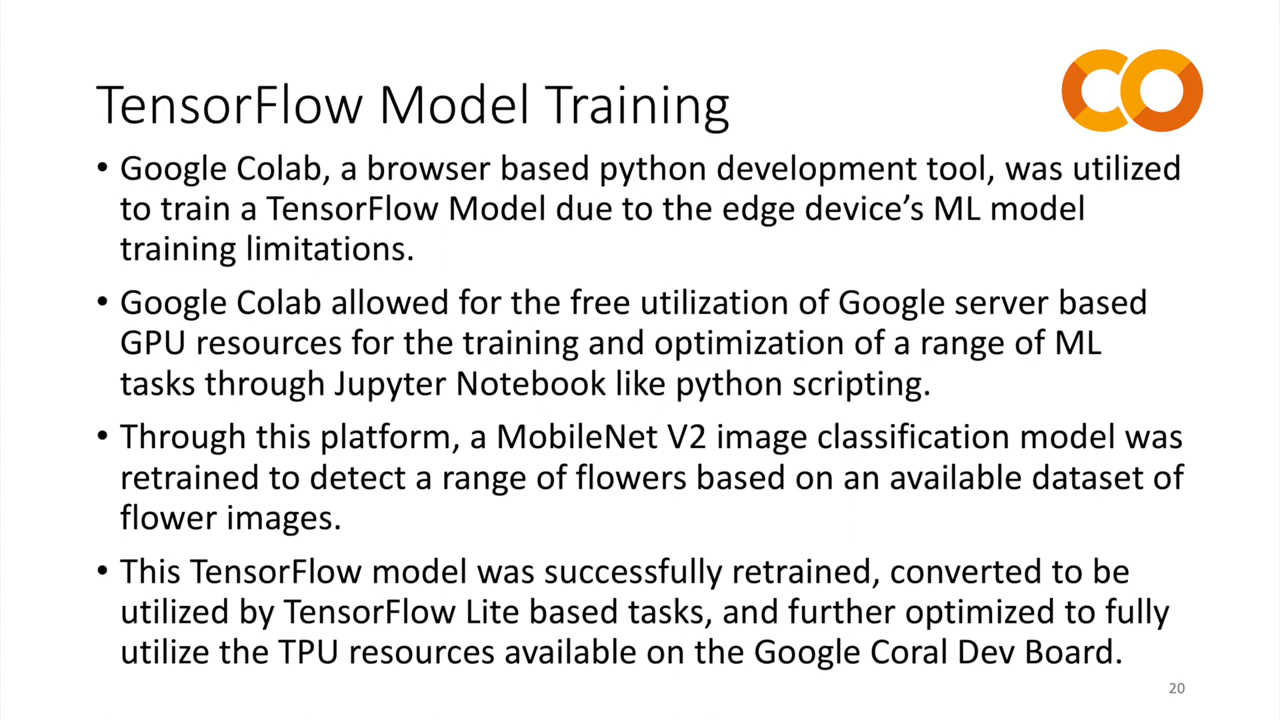 TensorFlow Model Training
• Google Colab, a browser based python development tool, was utilized
to train a TensorFlow Model due to the edge device’s ML model
training limitations.
• Google Colab allowed for the free utilization of Google server based
GPU resources for the training and optimization of a range of ML
tasks through Jupyter Notebook like python scripting.
• Through this platform, a MobileNet V2 image classification model was
retrained to detect a range of flowers based on an available dataset of
flower images.
• This TensorFlow model was successfully retrained, converted to be
utilized by TensorFlow Lite based tasks, and further optimized to fully
utilize the TPU resources available on the Google Coral Dev Board.
20